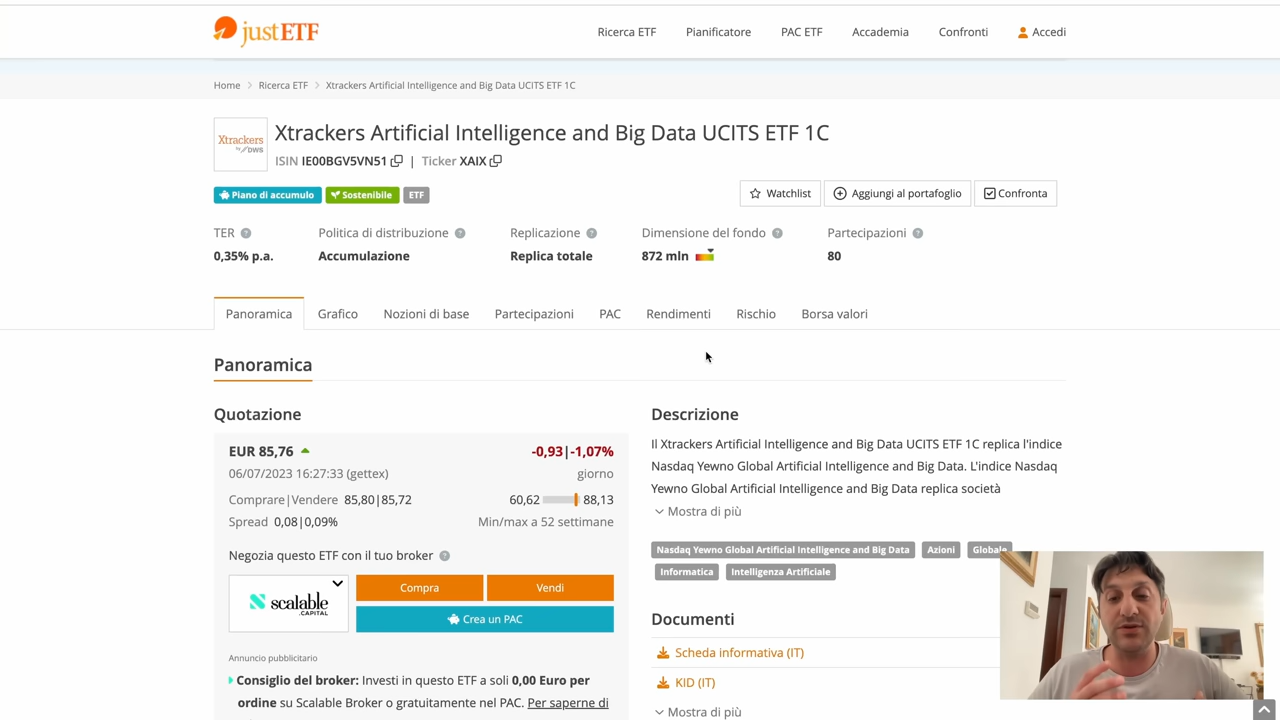 justETF
Ricerca ETF
Pianificatore
PAC ETF
Accademia
Confronti
Accedi
Home
Ricerca ETF
Xtrackers Artificial Intelligence and Big Data UCITS ETF 1C
Xtrackers
by DWS
Xtrackers Artificial Intelligence and Big Data UCITS ETF 1C
ISIN IE00BGV5VN51 | Ticker XAIX
Piano di accumulo
Sostenibile
ETF
Watchlist
Aggiungi al portafoglio
Confronta
TER
Politica di distribuzione
Replicazione
Dimensione del fondo
Partecipazioni
0,35% p.a.
Accumulazione
Replica totale
872 mln
80
Panoramica
Grafico
Nozioni di base
Partecipazioni
PAC
Rendimenti
Rischio
Borsa valori
Panoramica
Quotazione
EUR 85,76
-0,93|-1,07%
06/07/2023 16:27:33 (gettex)
giorno
Comprare|Vendere 85,80|85,72
60,62
88,13
Spread 0,08|0,09%
Min/max a 52 settimane
Negozia questo ETF con il tuo broker
scalable
CAPITAL
Compra
Vendi
Crea un PAC
Annuncio pubblicitario
Consiglio del broker: Investi in questo ETF a soli 0,00 Euro per
ordine su Scalable Broker o gratuitamente nel PAC. Per saperne di
Descrizione
Il Xtrackers Artificial Intelligence and Big Data UCITS ETF 1C replica l'indice
Nasdaq Yewno Global Artificial Intelligence and Big Data. L'indice Nasdaq
Yewno Global Artificial Intelligence and Big Data replica società
Mostra di più
Nasdaq Yewno Global Artificial Intelligence and Big Data
Azioni
Globale
Informatica
Intelligenza Artificiale
Documenti
Scheda informativa (IT)
KID (IT)
Mostra di più